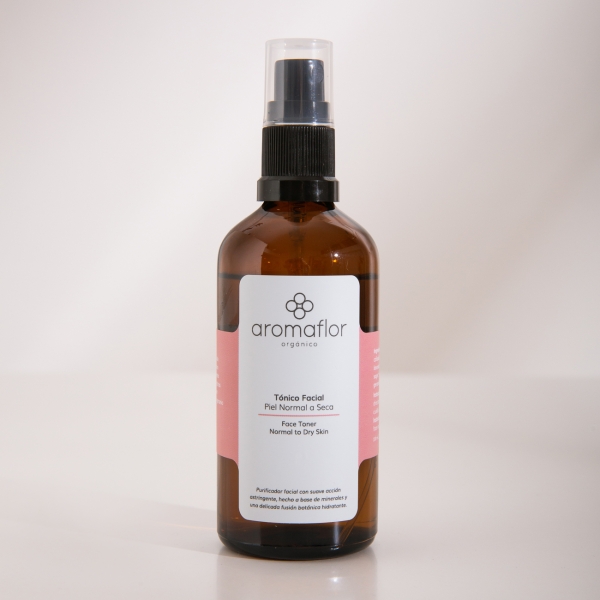 aromaflor
orgánico
Tónico Facial
Piel Normal a Seca
Face Toner
Normal to Dry Skin
Purificador facial con suave acción
astringente, hecho a base de minerales y
una delicada fusión botánica hidratante.